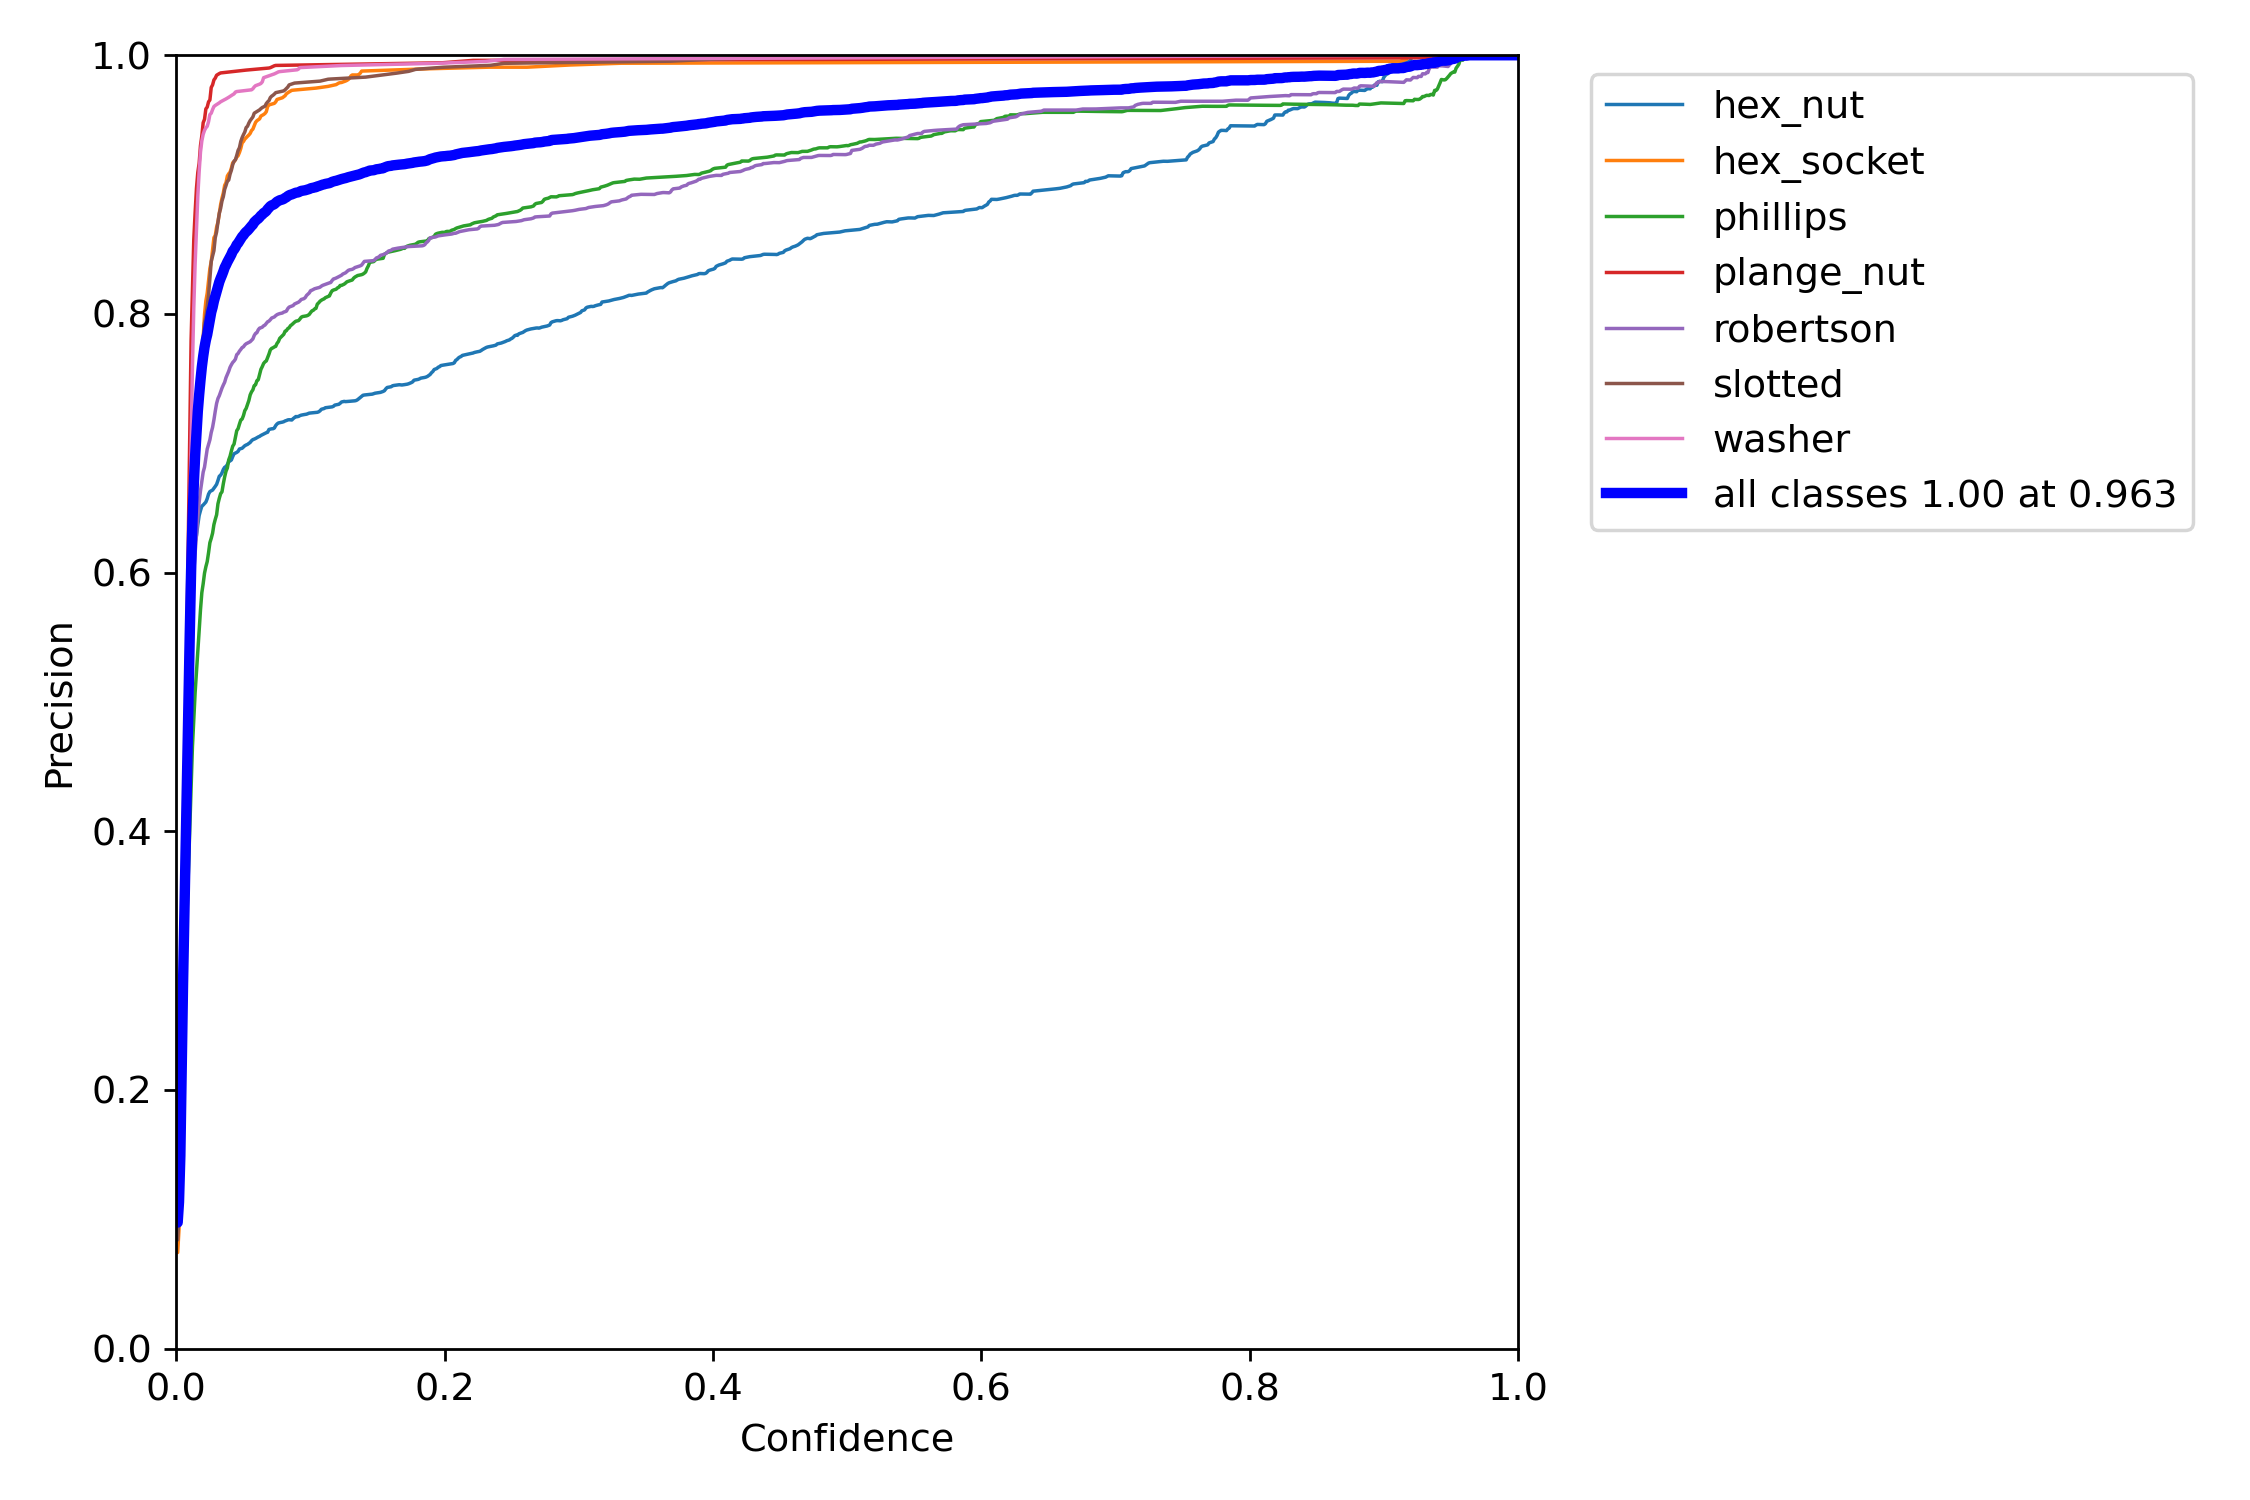 1.0
0.8
0.6
0.4
0.2
0.0
Precision
0.0 0.2 0.4 0.6 0.8 1.0
Confidence
hex_nut
hex_socket
phillips
plange_nut
robertson
slotted
washer
all classes 1.00 at 0.963